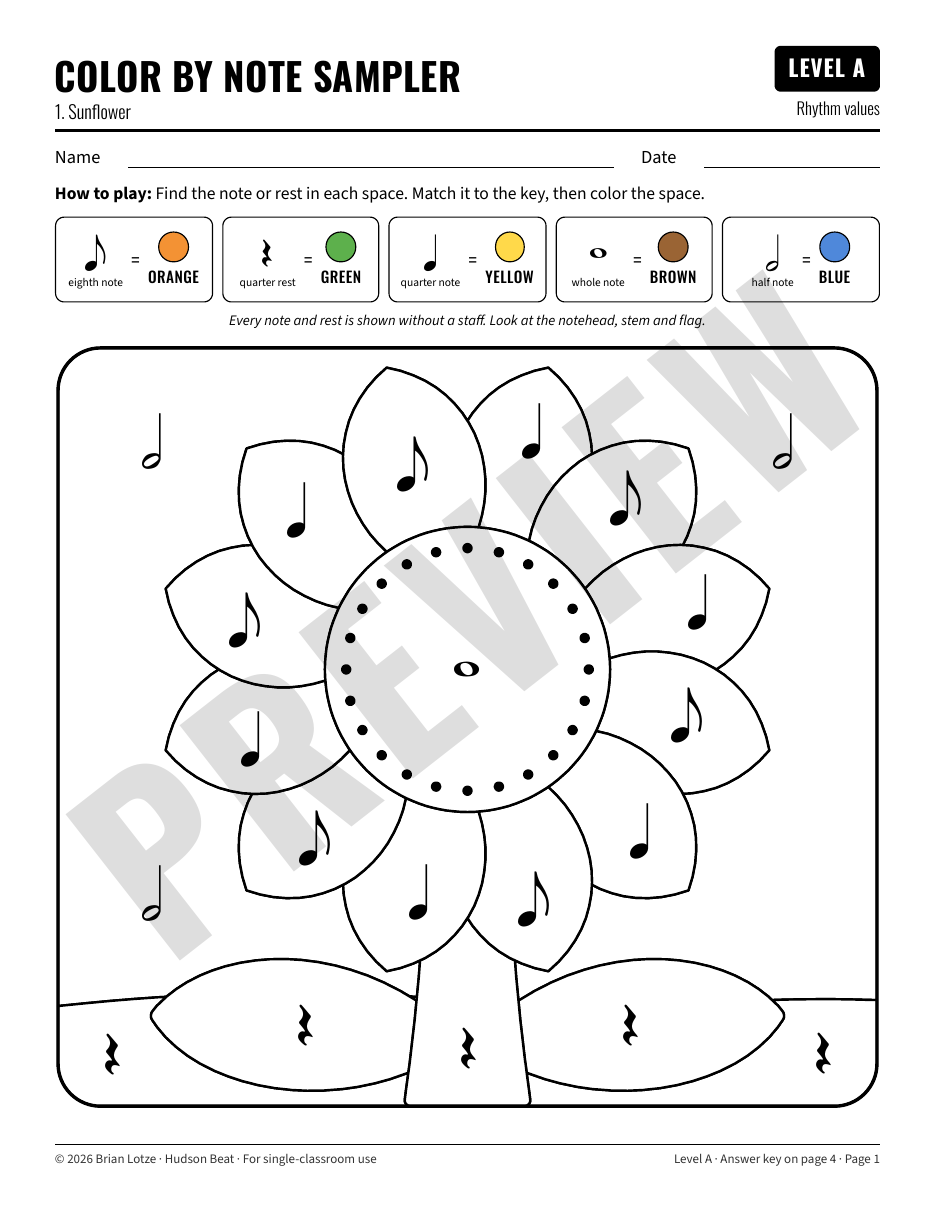 COLOR BY NOTE SAMPLER
LEVEL A
1. Sunflower
Rhythm values
Name
Date
How to play: Find the note or rest in each space. Match it to the key, then color the space.
eighth note = ORANGE
quarter rest = GREEN
quarter note = YELLOW
whole note = BROWN
half note = BLUE
Every note and rest is shown without a staff. Look at the notehead, stem and flag.
PREVIEW
© 2026 Brian Lotze · Hudson Beat · For single-classroom use
Level A · Answer key on page 4 · Page 1